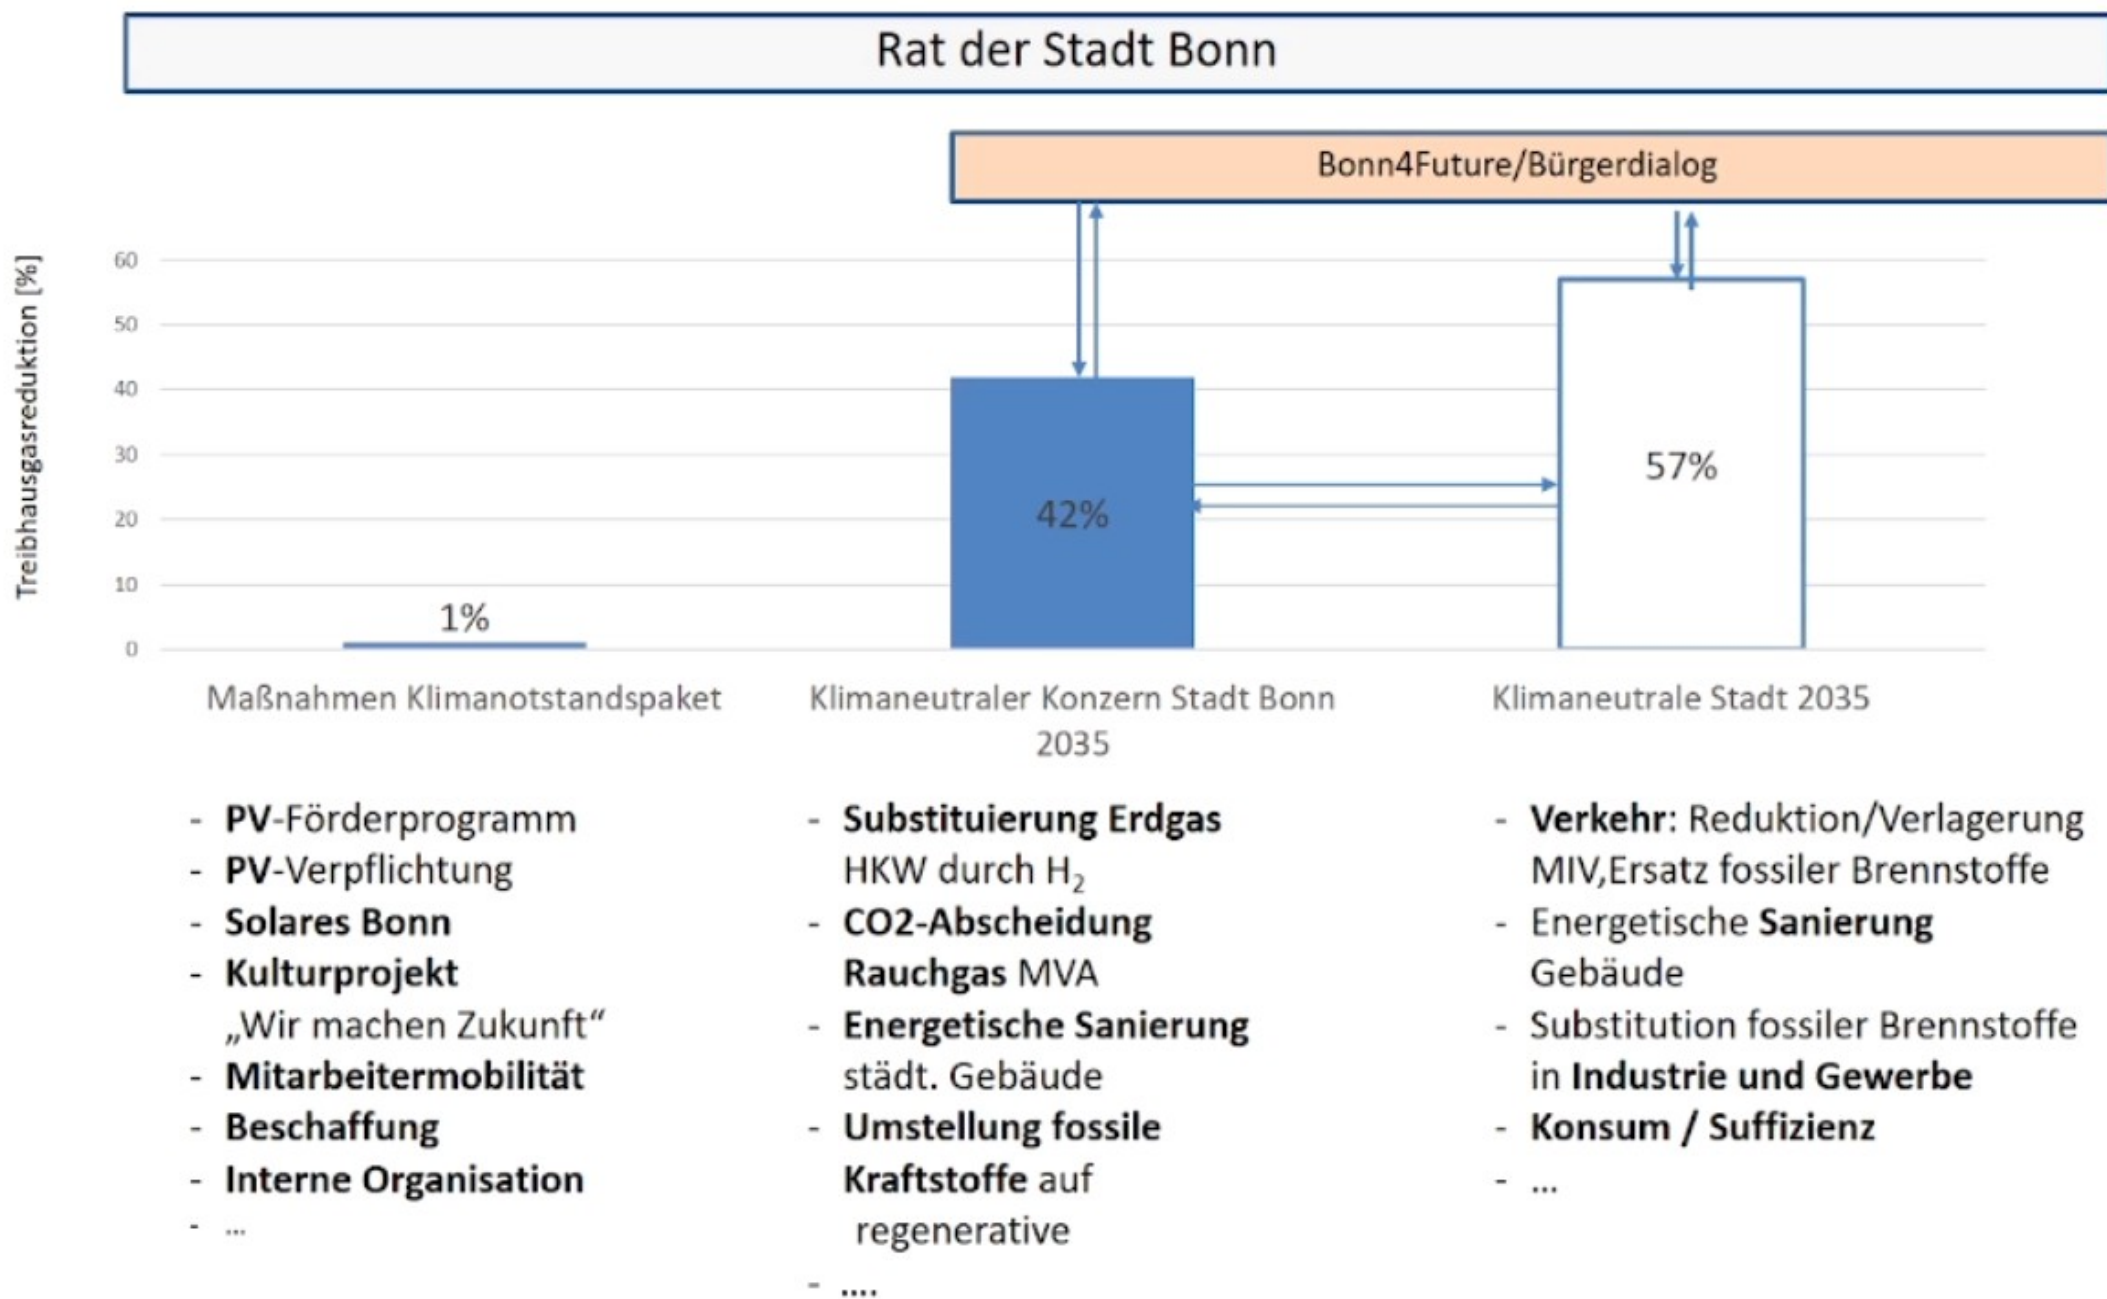 Rat der Stadt Bonn
Bonn4Future/Bürgerdialog
Treibhausgasreduktion [%]
60
50
40
30
20
10
0
1%
42%
57%
Maßnahmen Klimanotstandspaket
Klimaneutraler Konzern Stadt Bonn
2035
Klimaneutrale Stadt 2035
- PV-Förderprogramm
- PV-Verpflichtung
- Solares Bonn
- Kulturprojekt
„Wir machen Zukunft“
- Mitarbeitermobilität
- Beschaffung
- Interne Organisation
- ...
- Substituierung Erdgas
HKW durch H₂
- CO2-Abscheidung
Rauchgas MVA
- Energetische Sanierung
städt. Gebäude
- Umstellung fossile
Kraftstoffe auf
regenerative
- ....
- Verkehr: Reduktion/Verlagerung
MIV,Ersatz fossiler Brennstoffe
- Energetische Sanierung
Gebäude
- Substitution fossiler Brennstoffe
in Industrie und Gewerbe
- Konsum / Suffizienz
- ...